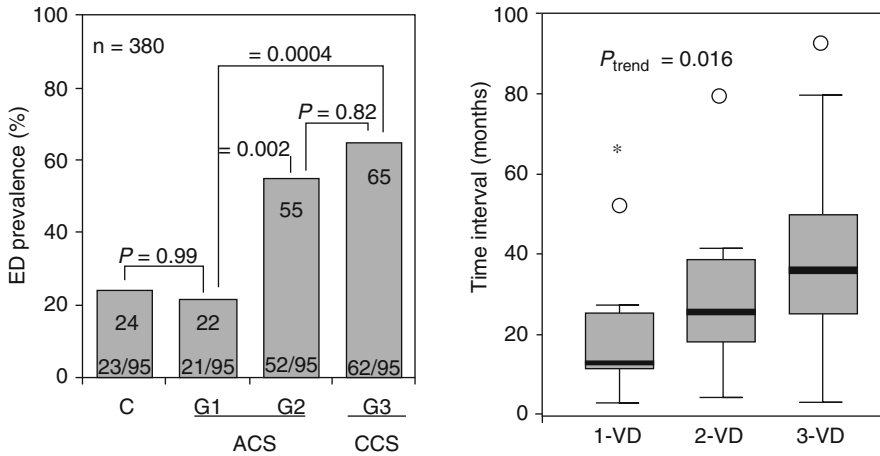 n = 380
= 0.0004
P = 0.82
= 0.002
P = 0.99
ED prevalence (%)
100
80
60
40
20
0
24
22
55
65
23/95
21/95
52/95
62/95
C
G1
G2
G3
ACS
CCS
P trend = 0.016
Time interval (months)
100
80
60
40
20
0
*
1-VD
2-VD
3-VD